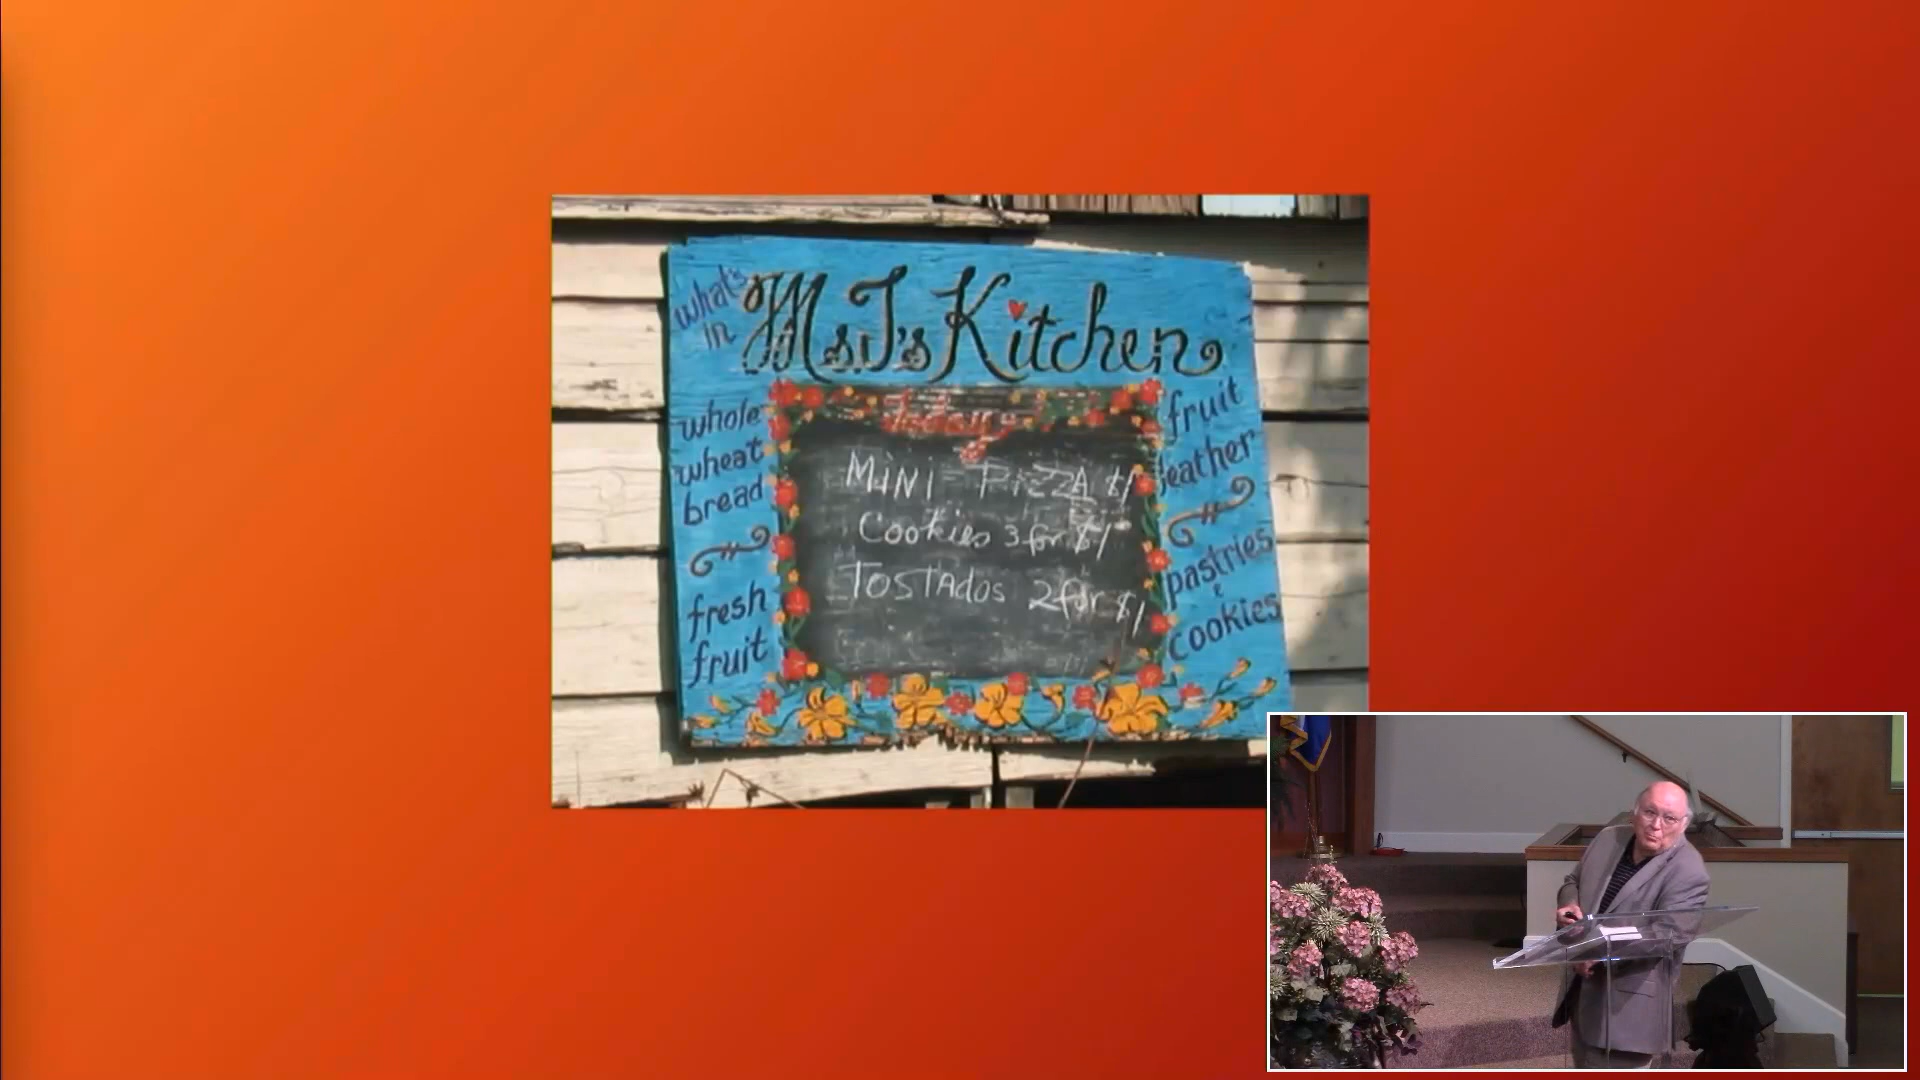 what's
in
Ms J's Kitchen
whole
wheat
bread
fresh
fruit
Today
MiNi PizzA $1
Cookies 3 for $1
TOSTAdos 2 for $1
fruit
leather
pastries
&
cookies